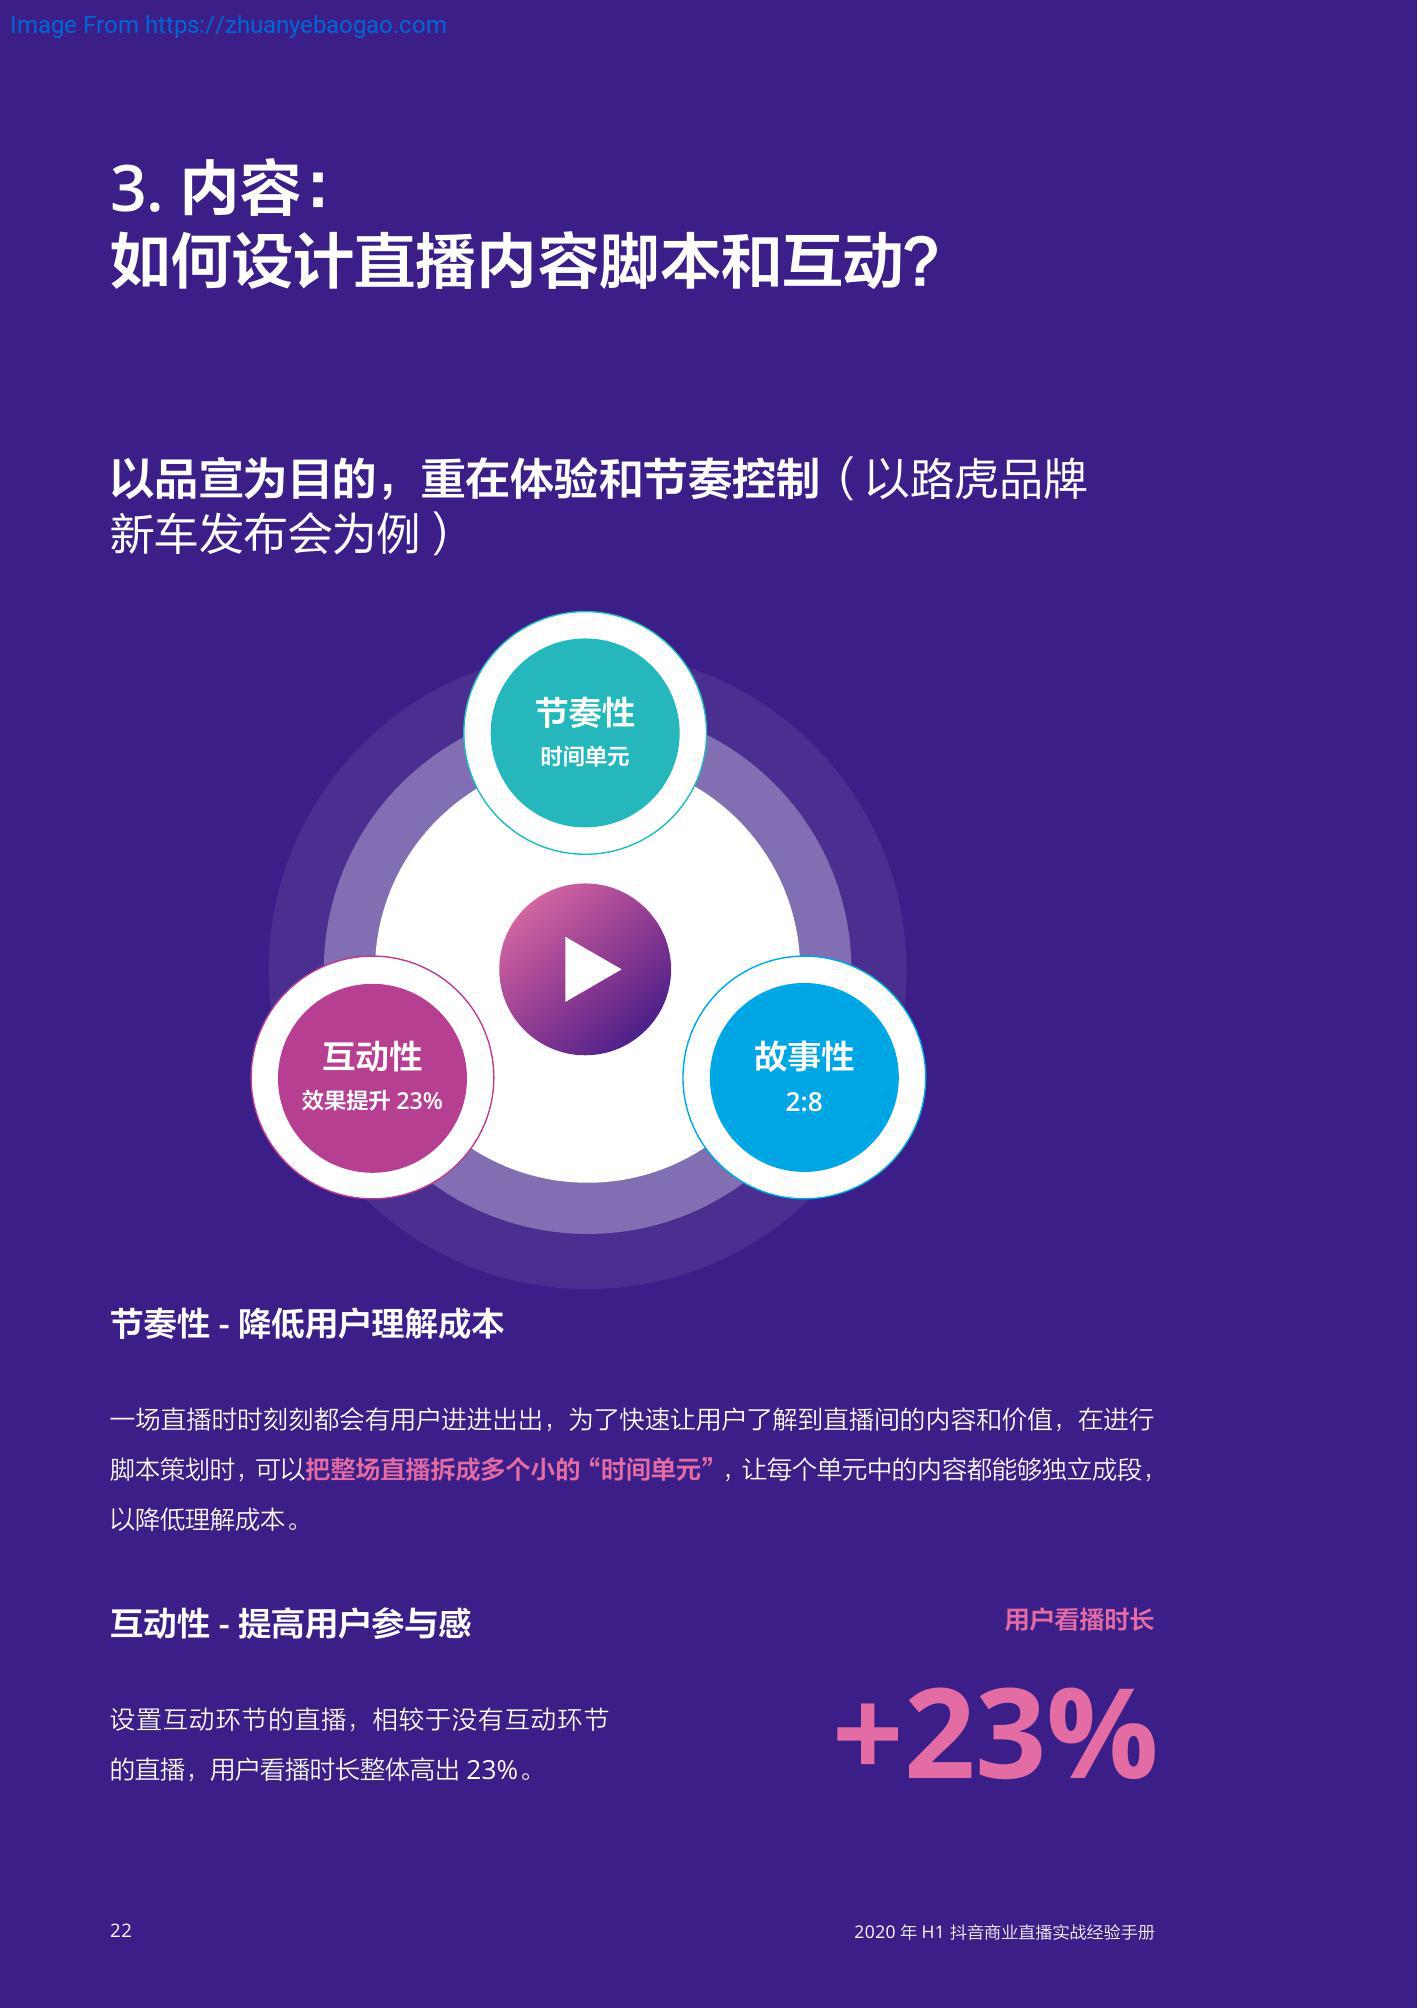 Image From https://zhuanyebaogao.com
3. 内容：
如何设计直播内容脚本和互动？
以品宣为目的，重在体验和节奏控制（以路虎品牌
新车发布会为例）
节奏性
时间单元
互动性
效果提升 23%
故事性
2:8
节奏性 - 降低用户理解成本
一场直播时时刻刻都会有用户进进出出，为了快速让用户了解到直播间的内容和价值，在进行
脚本策划时，可以把整场直播拆成多个小的“时间单元”，让每个单元中的内容都能够独立成段，
以降低理解成本。
互动性 - 提高用户参与感
设置互动环节的直播，相较于没有互动环节
的直播，用户看播时长整体高出 23%。
用户看播时长
+23%
22
2020 年 H1 抖音商业直播实战经验手册